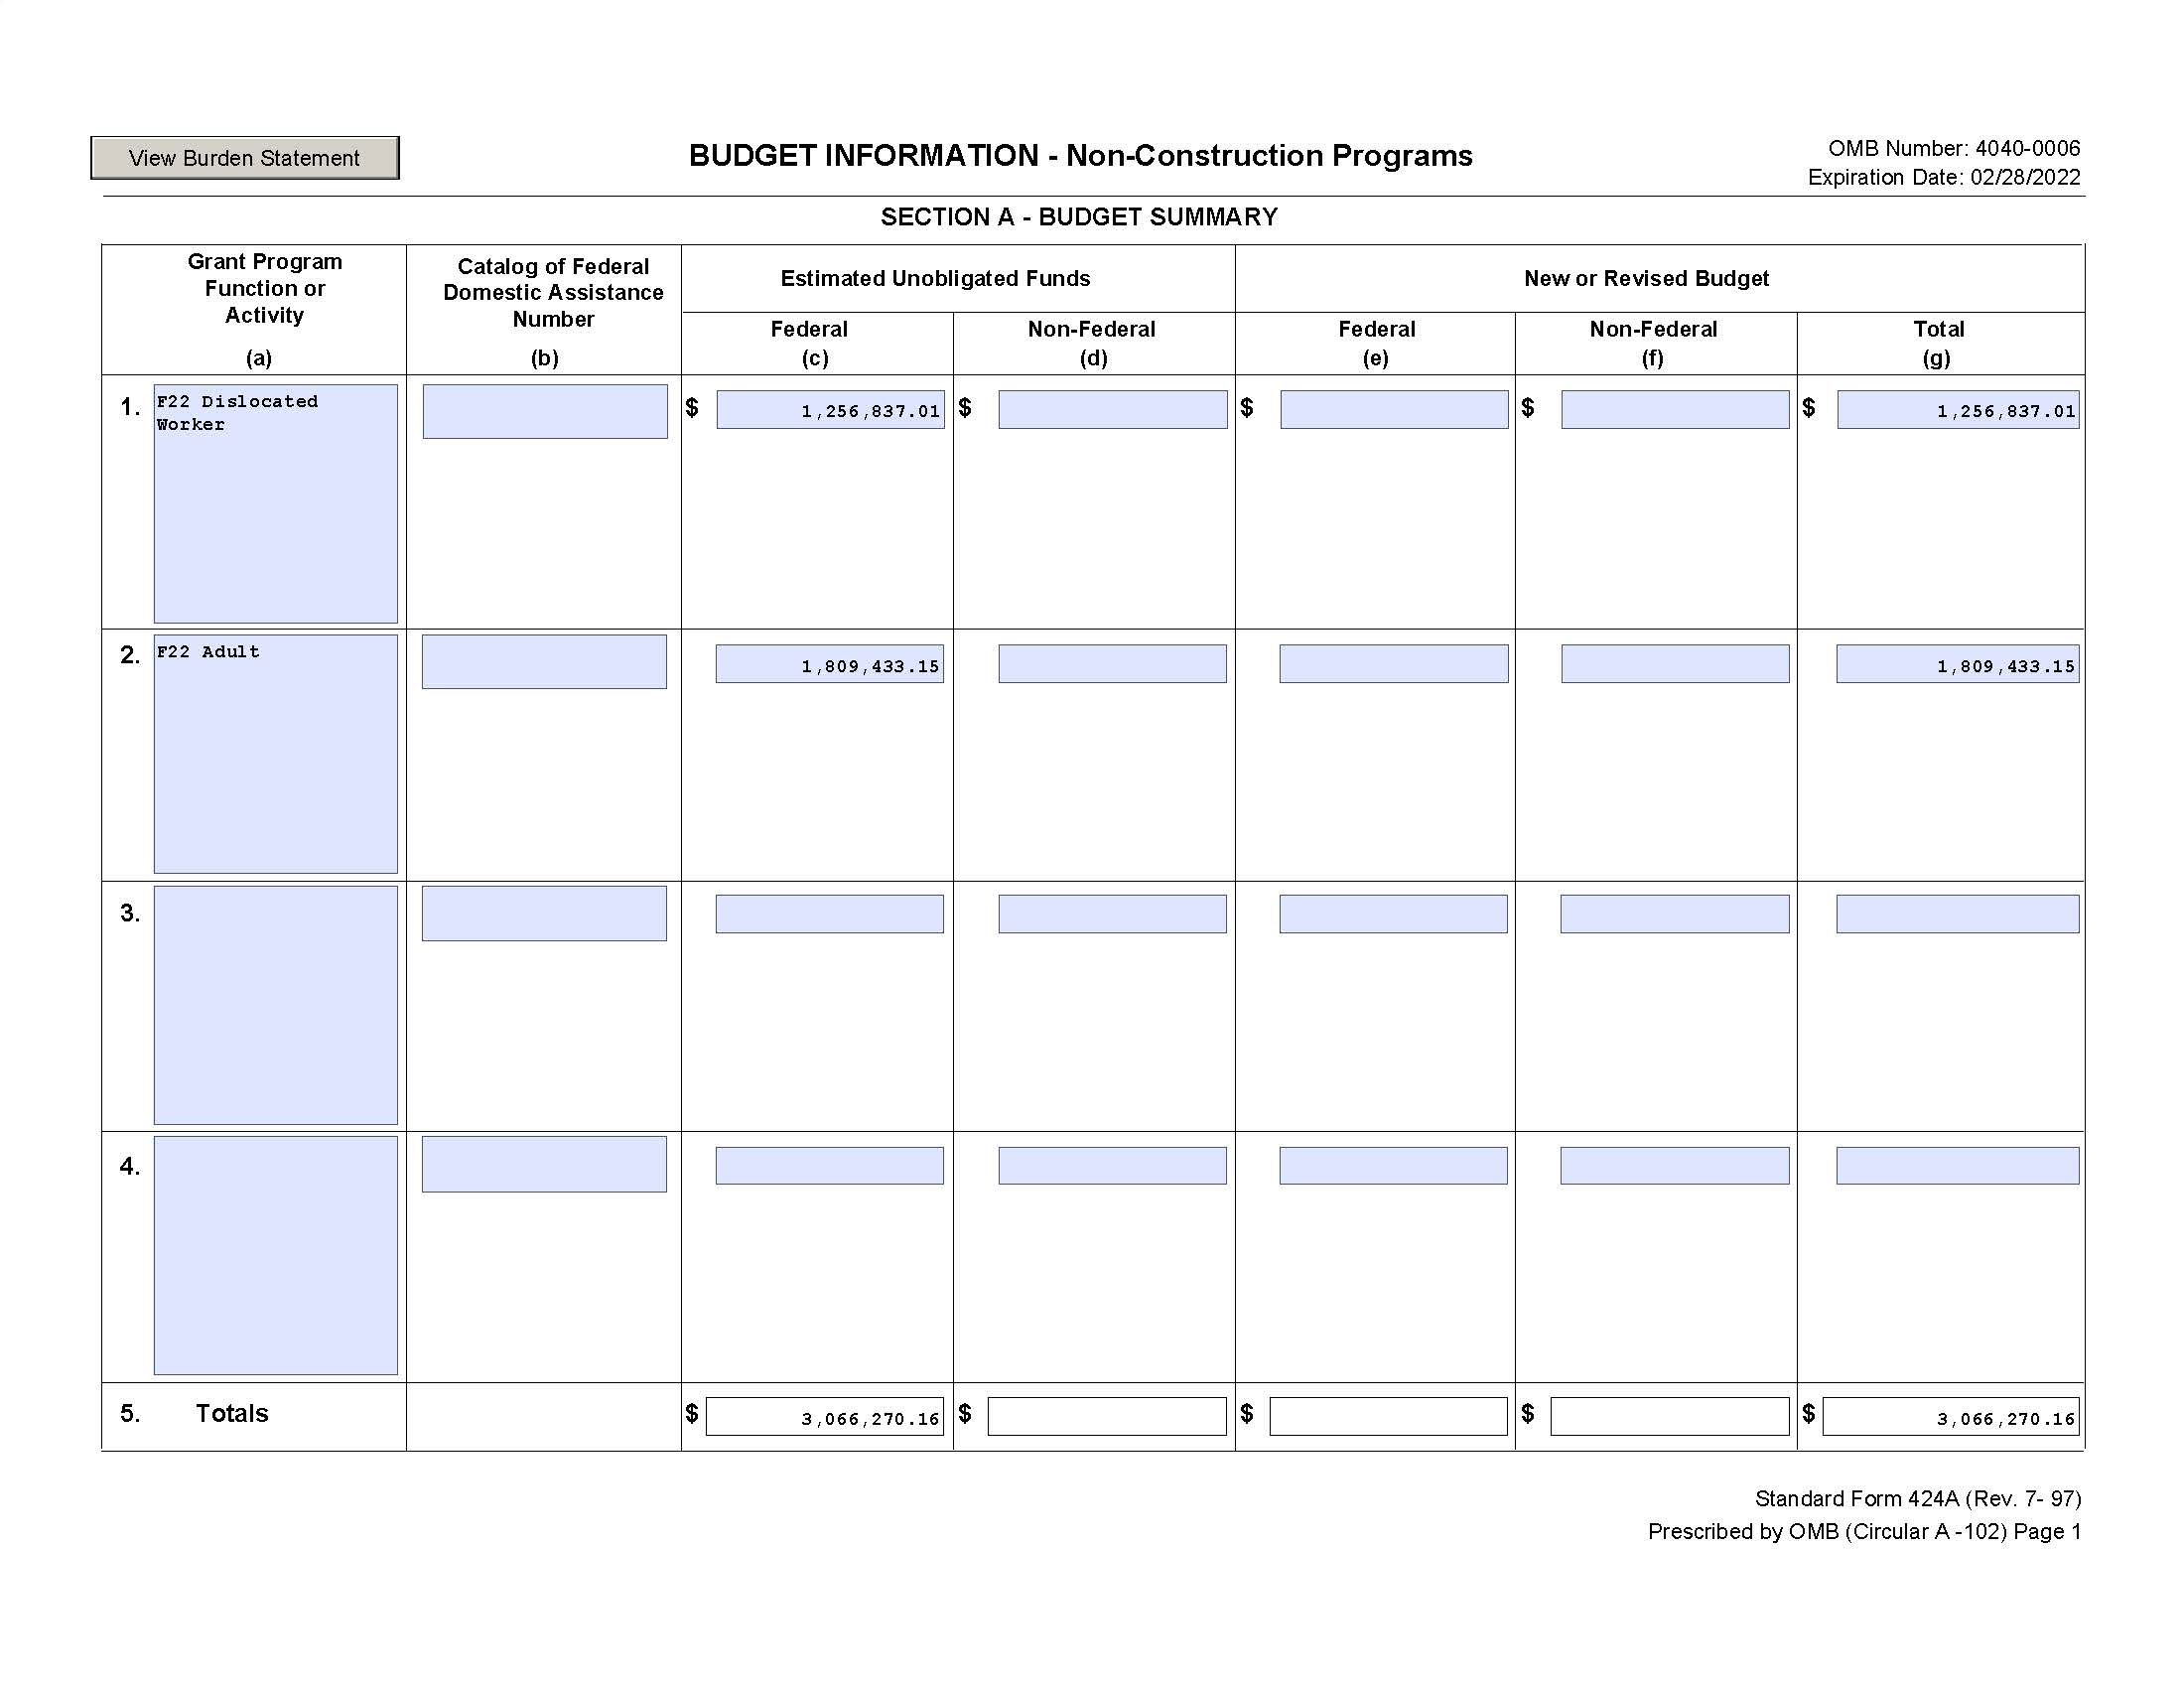 View Burden Statement
BUDGET INFORMATION - Non-Construction Programs
OMB Number: 4040-0006
Expiration Date: 02/28/2022
SECTION A - BUDGET SUMMARY
Grant Program
Function or
Activity
(a)
Catalog of Federal
Domestic Assistance
Number
(b)
Estimated Unobligated Funds
New or Revised Budget
Federal
(c)
Non-Federal
(d)
Federal
(e)
Non-Federal
(f)
Total
(g)
1. F22 Dislocated
Worker
$ 1,256,837.01 $ $ $ $ 1,256,837.01
2. F22 Adult 1,809,433.15 1,809,433.15
3.
4.
5. Totals $ 3,066,270.16 $ $ $ $ 3,066,270.16
Standard Form 424A (Rev. 7- 97)
Prescribed by OMB (Circular A -102) Page 1